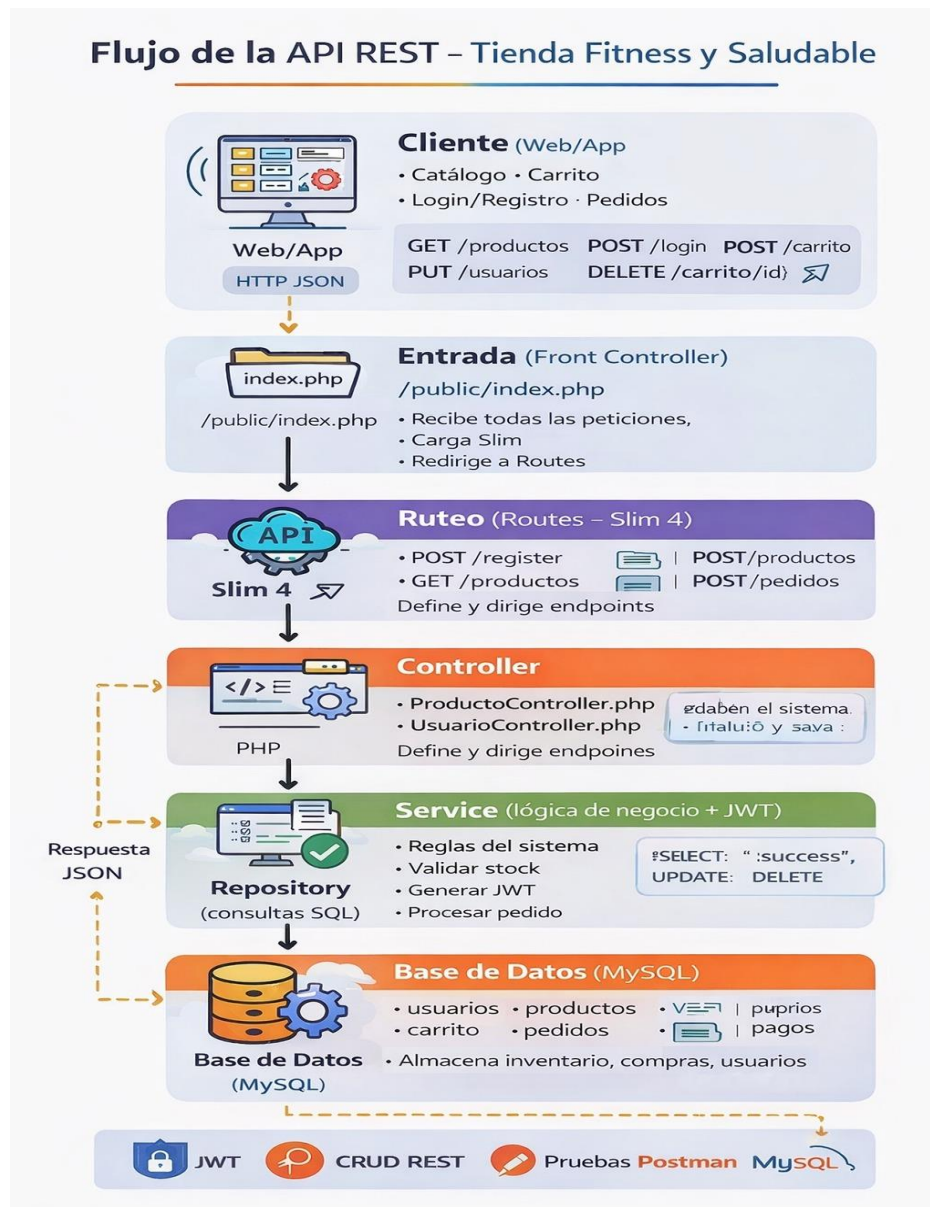 Flujo de la API REST – Tienda Fitness y Saludable
Cliente (Web/App
• Catálogo • Carrito
• Login/Registro · Pedidos
Web/App
HTTP JSON
GET /productos POST /login POST /carrito
PUT /usuarios DELETE /carrito/id}
Entrada (Front Controller)
/public/index.php
index.php
/public/index.php
• Recibe todas las peticiones,
• Carga Slim
• Redirige a Routes
Ruteo (Routes – Slim 4)
API
Slim 4
• POST /register | POST/productos
• GET /productos | POST/pedidos
Define y dirige endpoints
Controller
</>
PHP
• ProductoController.php
• UsuarioController.php
Define y dirige endpoines
el sistema.
y
Service (lógica de negocio + JWT)
• Reglas del sistema
• Validar stock
• Generar JWT
• Procesar pedido
SELECT: " :success",
UPDATE: DELETE
Repository
(consultas SQL)
Respuesta
JSON
Base de Datos (MySQL)
• usuarios • productos
• carrito • pedidos | pagos
• Almacena inventario, compras, usuarios
Base de Datos
(MySQL)
JWT CRUD REST Pruebas Postman MySQL